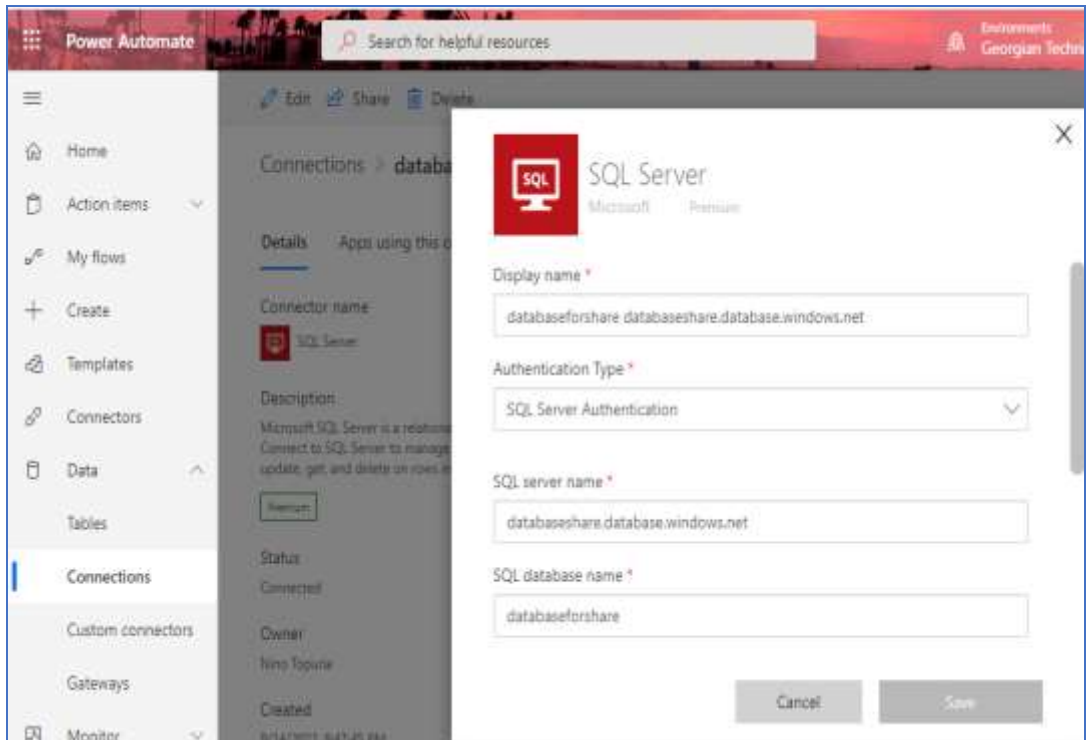 Power Automate
Search for helpful resources
Environments
Georgian Techn
Edit Share Delete
Home
Action items
My flows
Create
Templates
Connectors
Data
Tables
Connections
Custom connectors
Gateways
Monitor
Connections > databa
Details Apps using this c
Connector name
SQL Server
Description
Microsoft SQL Server is a relationa
Connect to SQL Server to manage
update, get, and delete on rows in
Premium
Status
Connected
Owner
Nino Topuria
Created
SQL
SQL Server
Microsoft Premium
Display name *
databaseforshare databaseshare.database.windows.net
Authentication Type *
SQL Server Authentication
SQL server name *
databaseshare.database.windows.net
SQL database name *
databaseforshare
Cancel
Save